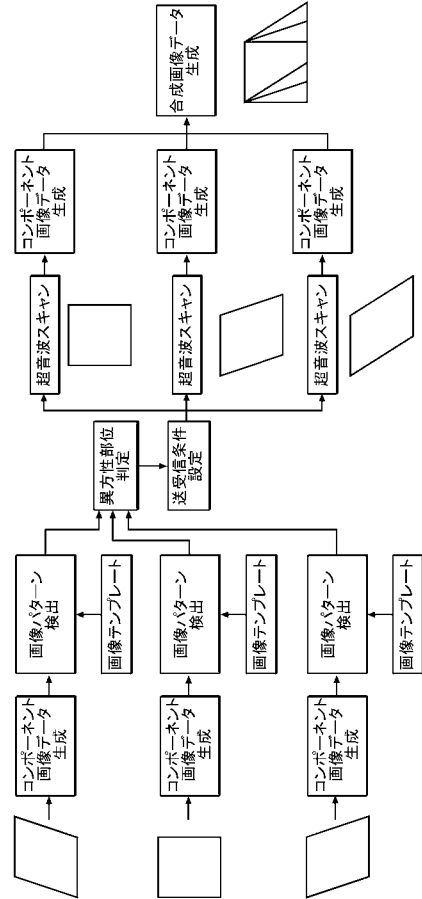 コンポーネント
画像データ
生成
画像パターン
検出
画像テンプレート
コンポーネント
画像データ
生成
画像パターン
検出
画像テンプレート
コンポーネント
画像データ
生成
画像パターン
検出
画像テンプレート
異方性部位
判定
送受信条件
設定
超音波スキャン
コンポーネント
画像データ
生成
超音波スキャン
コンポーネント
画像データ
生成
超音波スキャン
コンポーネント
画像データ
生成
合成画像データ
生成